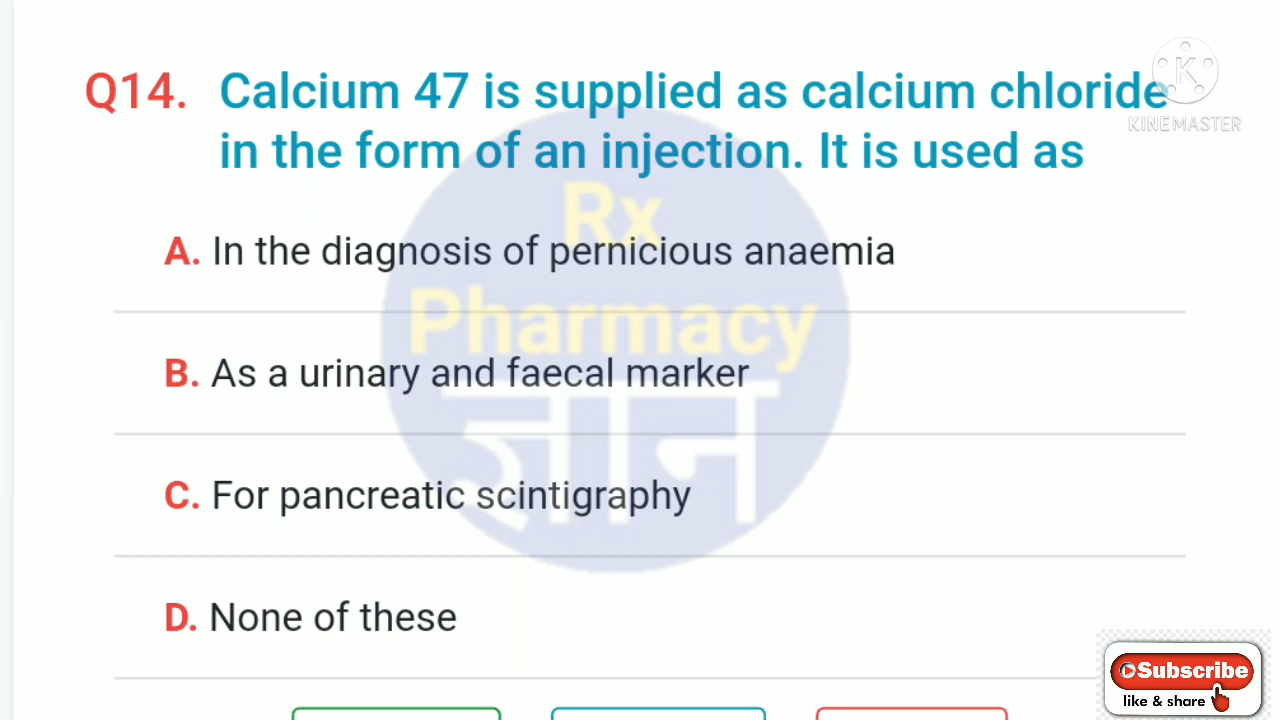 Q14. Calcium 47 is supplied as calcium chloride
in the form of an injection. It is used as
KINEMASTER
A. In the diagnosis of pernicious anaemia
B. As a urinary and faecal marker
C. For pancreatic scintigraphy
D. None of these
Rx
Pharmacy
ज्ञान
Subscribe
like & share